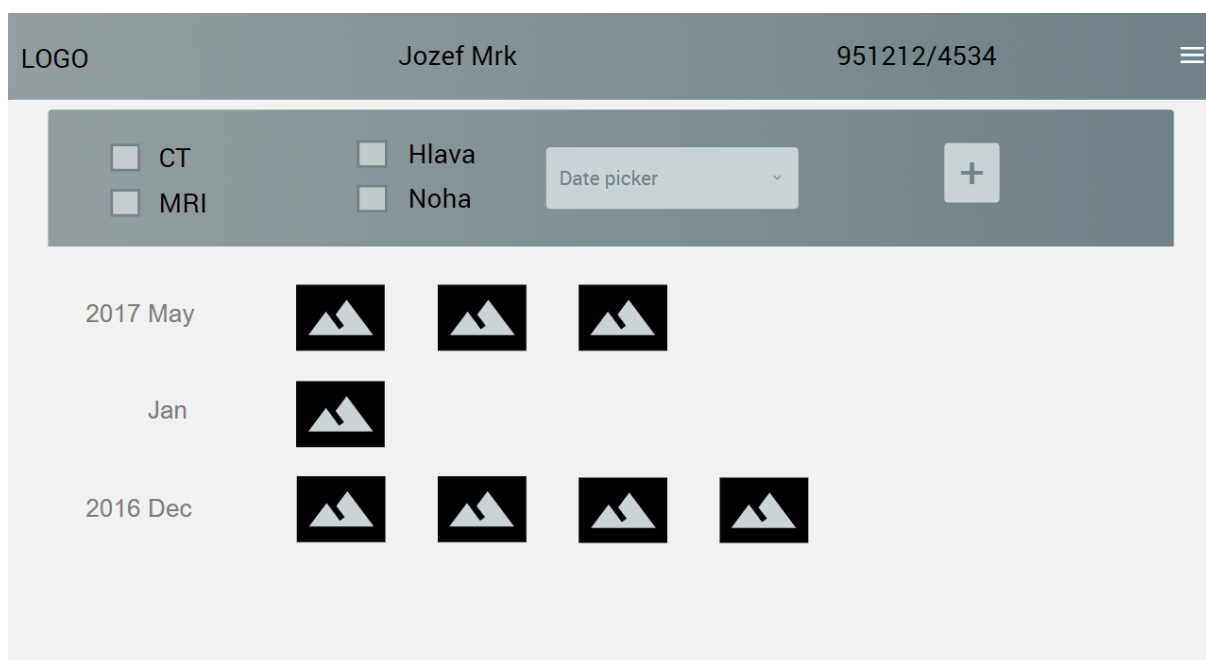 LOGO Jozef Mrk 951212/4534
CT Hlava
MRI Noha
Date picker
+
2017 May
Jan
2016 Dec